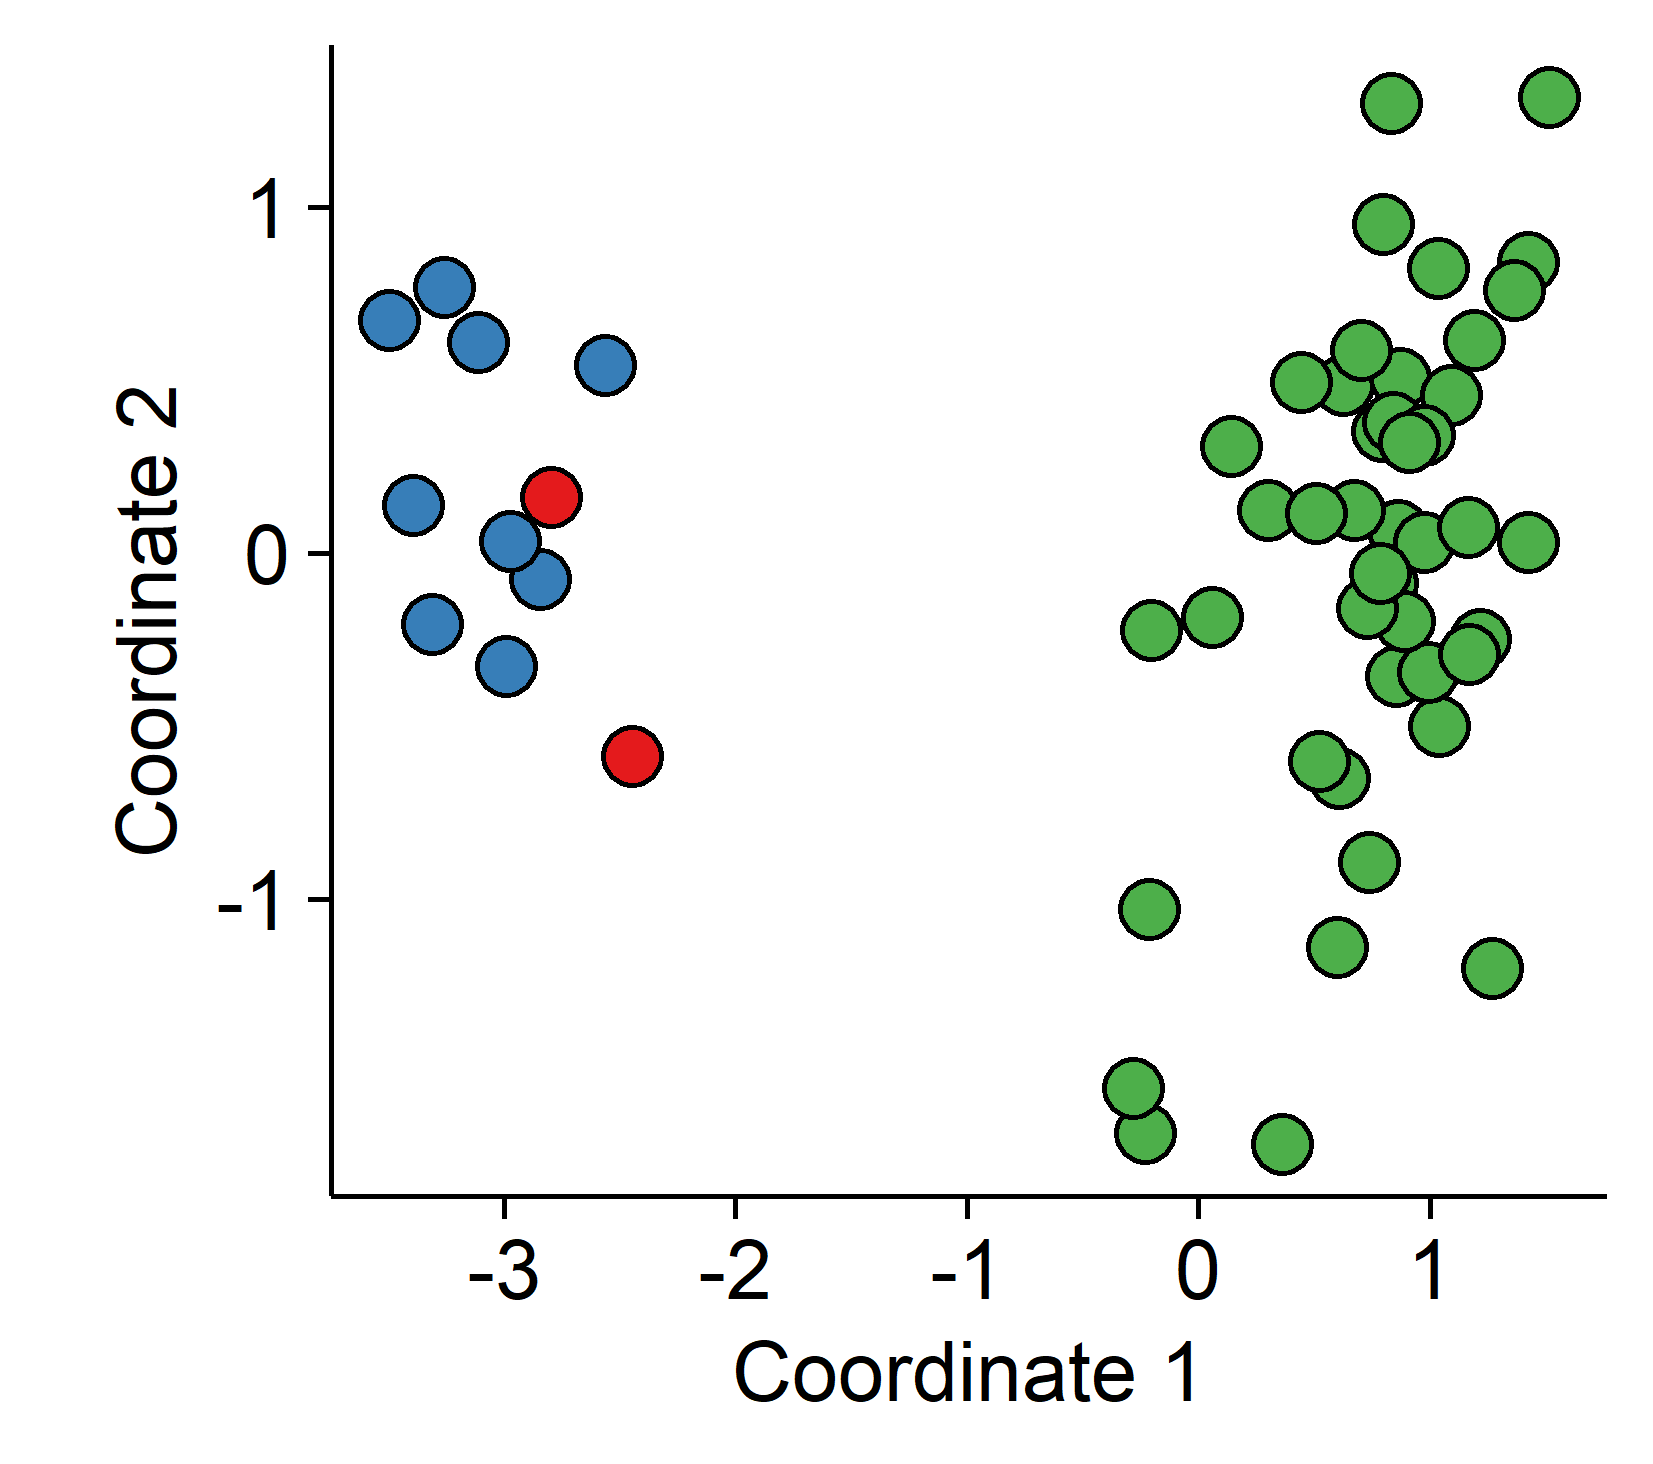 1
0
-1
Coordinate 2
-3 -2 -1 0 1
Coordinate 1